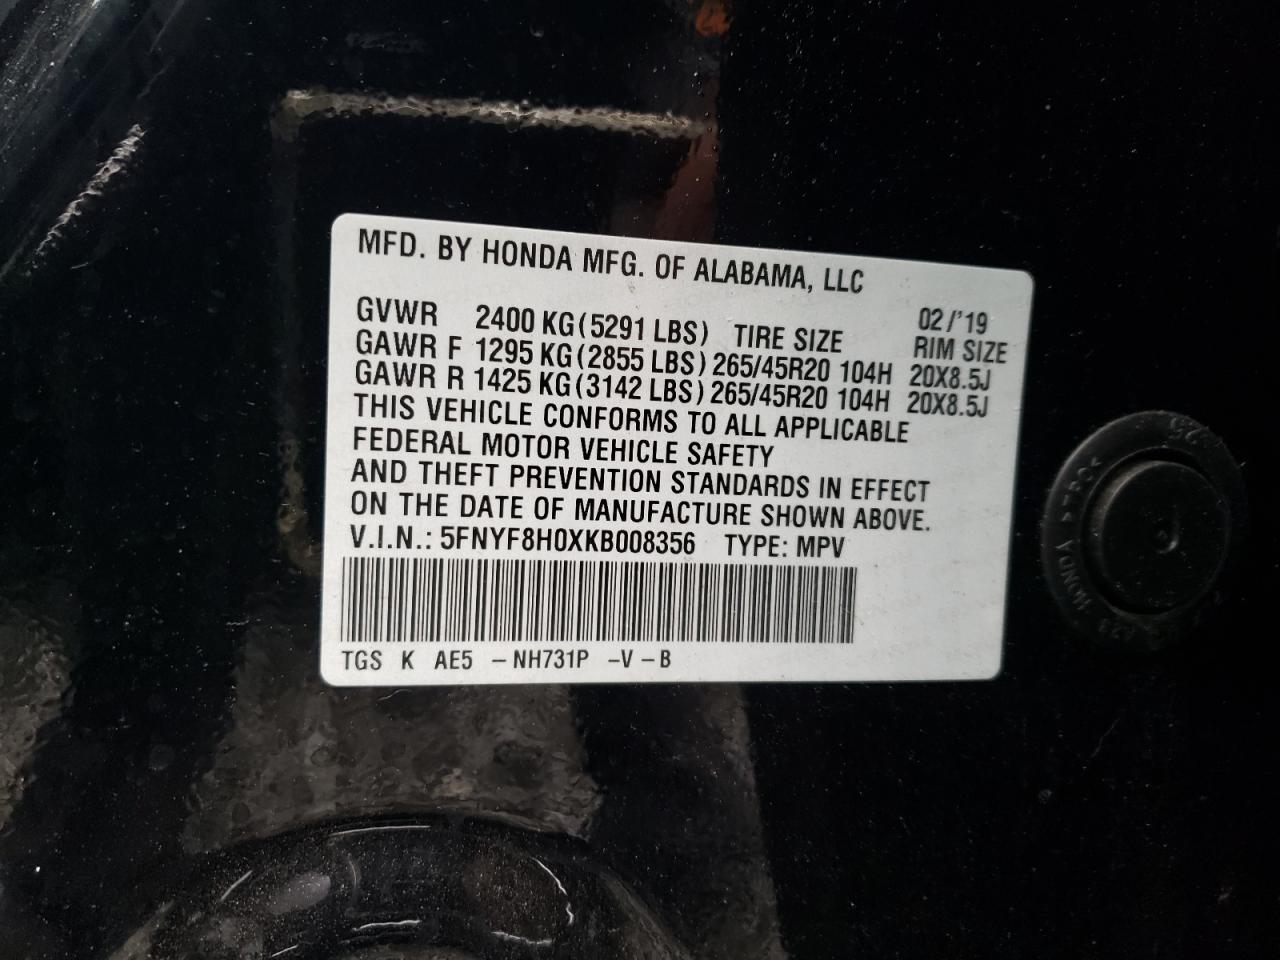 MFD. BY HONDA MFG. OF ALABAMA, LLC
02/'19
GVWR 2400 KG(5291 LBS) TIRE SIZE RIM SIZE
GAWR F 1295 KG(2855 LBS) 265/45R20 104H 20X8.5J
GAWR R 1425 KG(3142 LBS) 265/45R20 104H 20X8.5J
THIS VEHICLE CONFORMS TO ALL APPLICABLE
FEDERAL MOTOR VEHICLE SAFETY
AND THEFT PREVENTION STANDARDS IN EFFECT
ON THE DATE OF MANUFACTURE SHOWN ABOVE.
V.I.N.: 5FNYF8H0XKB008356 TYPE: MPV
TGS K AE5 -NH731P -V-B
HONDA